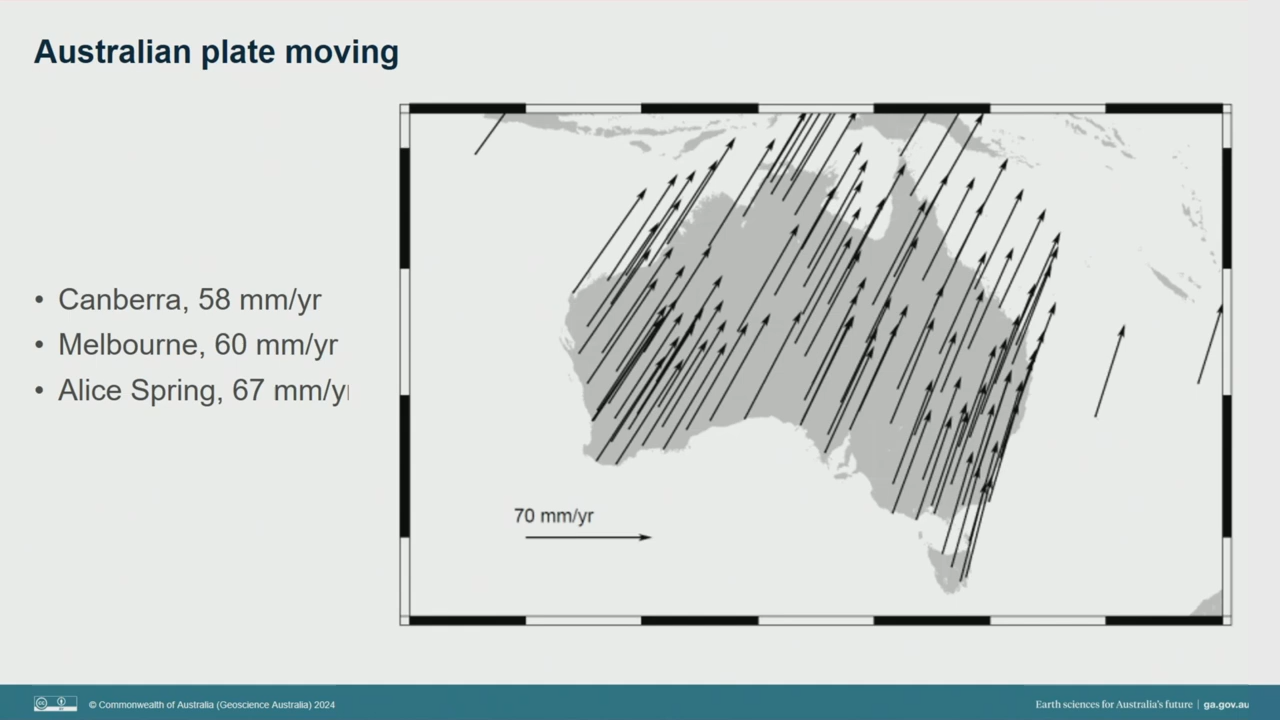 Australian plate moving
• Canberra, 58 mm/yr
• Melbourne, 60 mm/yr
• Alice Spring, 67 mm/yr
70 mm/yr
© Commonwealth of Australia (Geoscience Australia) 2024
Earth sciences for Australia's future | ga.gov.au